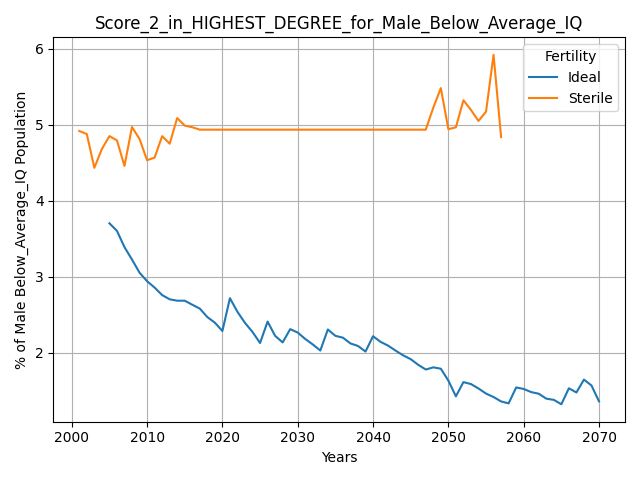 Score_2_in_HIGHEST_DEGREE_for_Male_Below_Average_IQ
% of Male Below_Average_IQ Population
6
5
4
3
2
Fertility
Ideal
Sterile
2000 2010 2020 2030 2040 2050 2060 2070
Years